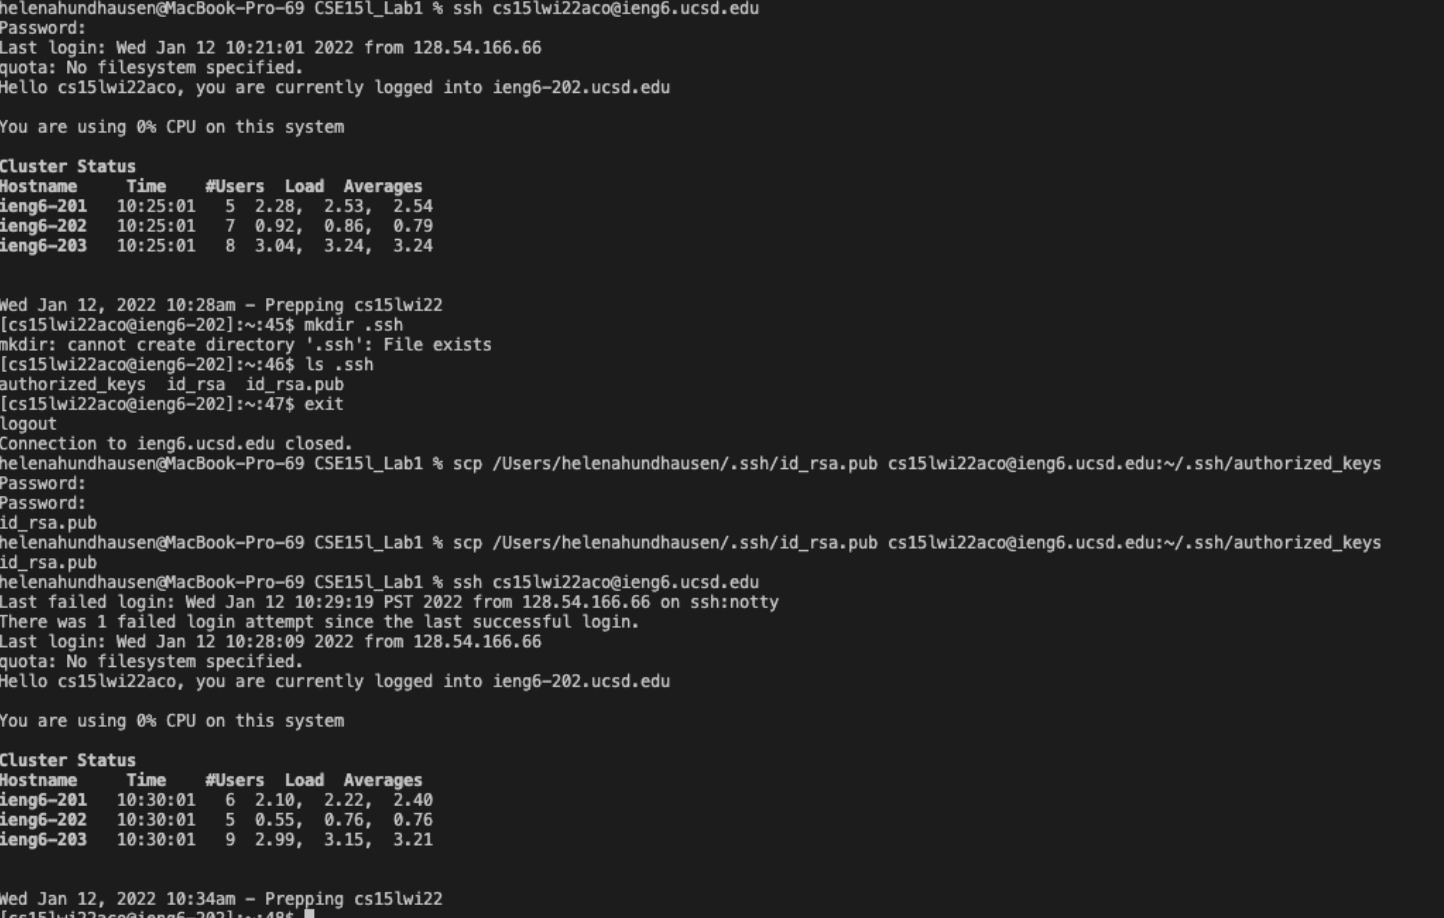 helenahundhausen@MacBook-Pro-69 CSE15l_Lab1 % ssh cs15lwi22aco@ieng6.ucsd.edu
Password:
Last login: Wed Jan 12 10:21:01 2022 from 128.54.166.66
quota: No filesystem specified.
Hello cs15lwi22aco, you are currently logged into ieng6-202.ucsd.edu
You are using 0% CPU on this system
Cluster Status
Hostname     Time    #Users  Load  Averages
ieng6-201   10:25:01   5  2.28,  2.53,  2.54
ieng6-202   10:25:01   7  0.92,  0.86,  0.79
ieng6-203   10:25:01   8  3.04,  3.24,  3.24
Wed Jan 12, 2022 10:28am - Prepping cs15lwi22
[cs15lwi22aco@ieng6-202]:~:45$ mkdir .ssh
mkdir: cannot create directory '.ssh': File exists
[cs15lwi22aco@ieng6-202]:~:46$ ls .ssh
authorized_keys  id_rsa  id_rsa.pub
[cs15lwi22aco@ieng6-202]:~:47$ exit
logout
Connection to ieng6.ucsd.edu closed.
helenahundhausen@MacBook-Pro-69 CSE15l_Lab1 % scp /Users/helenahundhausen/.ssh/id_rsa.pub cs15lwi22aco@ieng6.ucsd.edu:~/.ssh/authorized_keys
Password:
Password:
id_rsa.pub
helenahundhausen@MacBook-Pro-69 CSE15l_Lab1 % scp /Users/helenahundhausen/.ssh/id_rsa.pub cs15lwi22aco@ieng6.ucsd.edu:~/.ssh/authorized_keys
id_rsa.pub
helenahundhausen@MacBook-Pro-69 CSE15l_Lab1 % ssh cs15lwi22aco@ieng6.ucsd.edu
Last failed login: Wed Jan 12 10:29:19 PST 2022 from 128.54.166.66 on ssh:notty
There was 1 failed login attempt since the last successful login.
Last login: Wed Jan 12 10:28:09 2022 from 128.54.166.66
quota: No filesystem specified.
Hello cs15lwi22aco, you are currently logged into ieng6-202.ucsd.edu
You are using 0% CPU on this system
Cluster Status
Hostname     Time    #Users  Load  Averages
ieng6-201   10:30:01   6  2.10,  2.22,  2.40
ieng6-202   10:30:01   5  0.55,  0.76,  0.76
ieng6-203   10:30:01   9  2.99,  3.15,  3.21
Wed Jan 12, 2022 10:34am - Prepping cs15lwi22
[cs15lwi22aco@ieng6-202]:~:48$